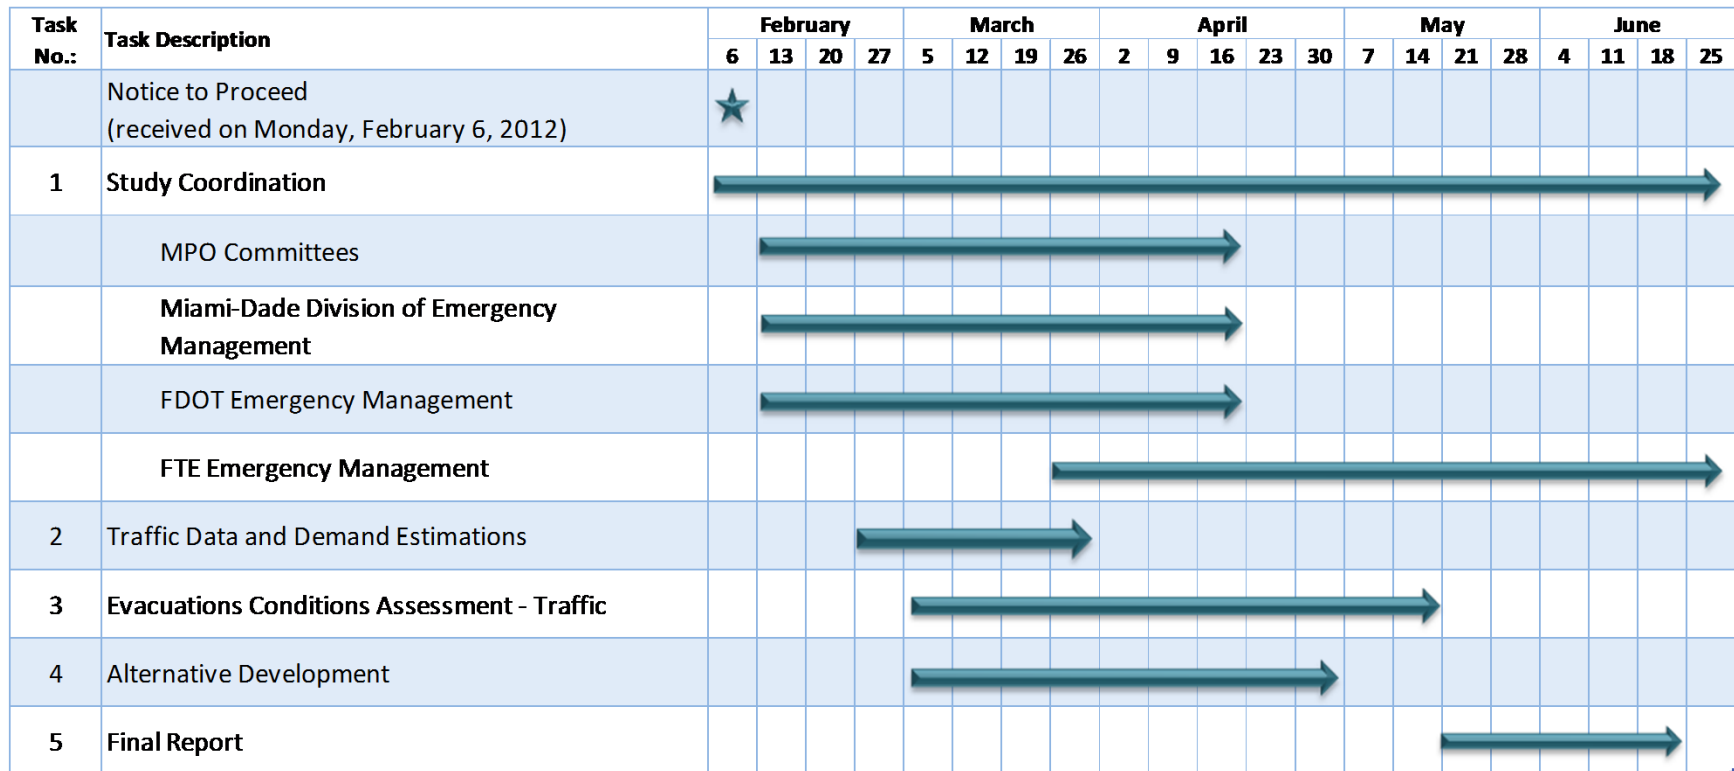 Task No.: Task Description February March April May June
6 13 20 27 5 12 19 26 2 9 16 23 30 7 14 21 28 4 11 18 25
Notice to Proceed
(received on Monday, February 6, 2012)
1 Study Coordination
MPO Committees
Miami-Dade Division of Emergency
Management
FDOT Emergency Management
FTE Emergency Management
2 Traffic Data and Demand Estimations
3 Evacuations Conditions Assessment - Traffic
4 Alternative Development
5 Final Report